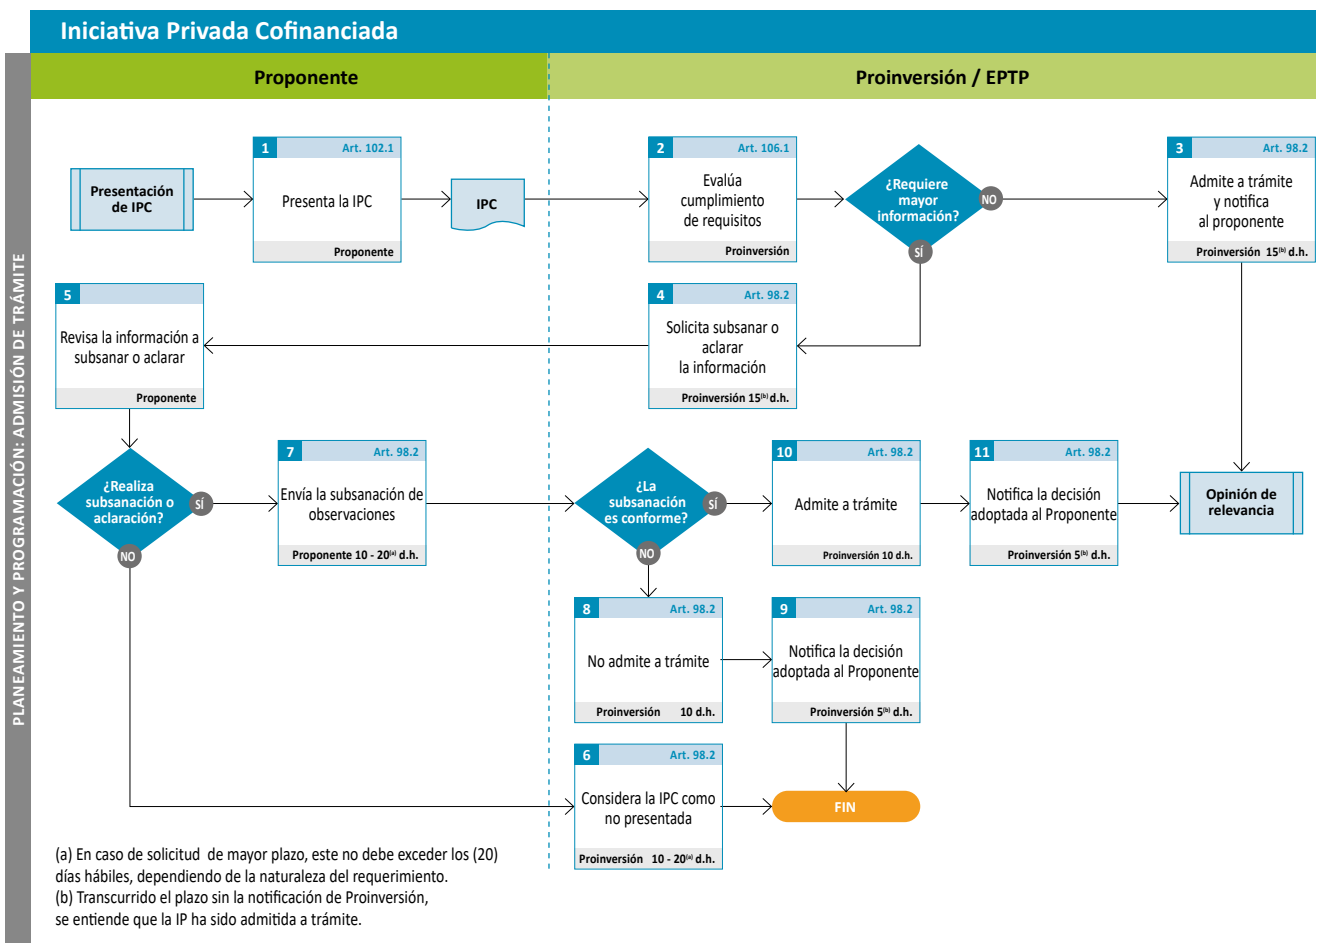 Iniciativa Privada Cofinanciada
Proponente
Proinversión / EPTP
PLANEAMIENTO Y PROGRAMACIÓN: ADMISIÓN DE TRÁMITE
Presentación
de IPC
1 Art. 102.1
Presenta la IPC
Proponente
IPC
2 Art. 106.1
Evalúa
cumplimiento
de requisitos
Proinversión
¿Requiere
mayor
información?
NO
SÍ
3 Art. 98.2
Admite a trámite
y notifica
al proponente
Proinversión 15(b) d.h.
4 Art. 98.2
Solicita subsanar o
aclarar
la información
Proinversión 15(b) d.h.
5
Revisa la información a
subsanar o aclarar
Proponente
¿Realiza
subsanación o
aclaración?
SÍ
NO
7 Art. 98.2
Envía la subsanación de
observaciones
Proponente 10 - 20(a) d.h.
¿La
subsanación
es conforme?
SÍ
NO
10 Art. 98.2
Admite a trámite
Proinversión 10 d.h.
11 Art. 98.2
Notifica la decisión
adoptada al Proponente
Proinversión 5(b) d.h.
Opinión de
relevancia
8 Art. 98.2
No admite a trámite
Proinversión 10 d.h.
9 Art. 98.2
Notifica la decisión
adoptada al Proponente
Proinversión 5(b) d.h.
6 Art. 98.2
Considera la IPC como
no presentada
Proinversión 10 - 20(a) d.h.
FIN
(a) En caso de solicitud de mayor plazo, este no debe exceder los (20)
días hábiles, dependiendo de la naturaleza del requerimiento.
(b) Transcurrido el plazo sin la notificación de Proinversión,
se entiende que la IP ha sido admitida a trámite.